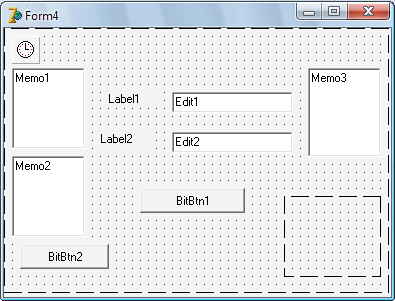 Form4
Memo1
Memo3
Label1
Edit1
Label2
Edit2
Memo2
BitBtn1
BitBtn2